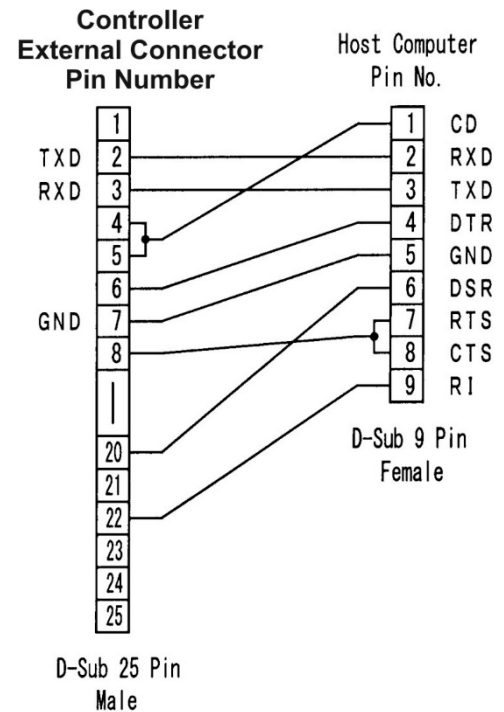 Controller
External Connector
Pin Number
Host Computer
Pin No.
1
TXD 2
RXD 3
4
5
6
GND 7
8
20
21
22
23
24
25
1 CD
2 RXD
3 TXD
4 DTR
5 GND
6 DSR
7 RTS
8 CTS
9 RI
D-Sub 9 Pin
Female
D-Sub 25 Pin
Male